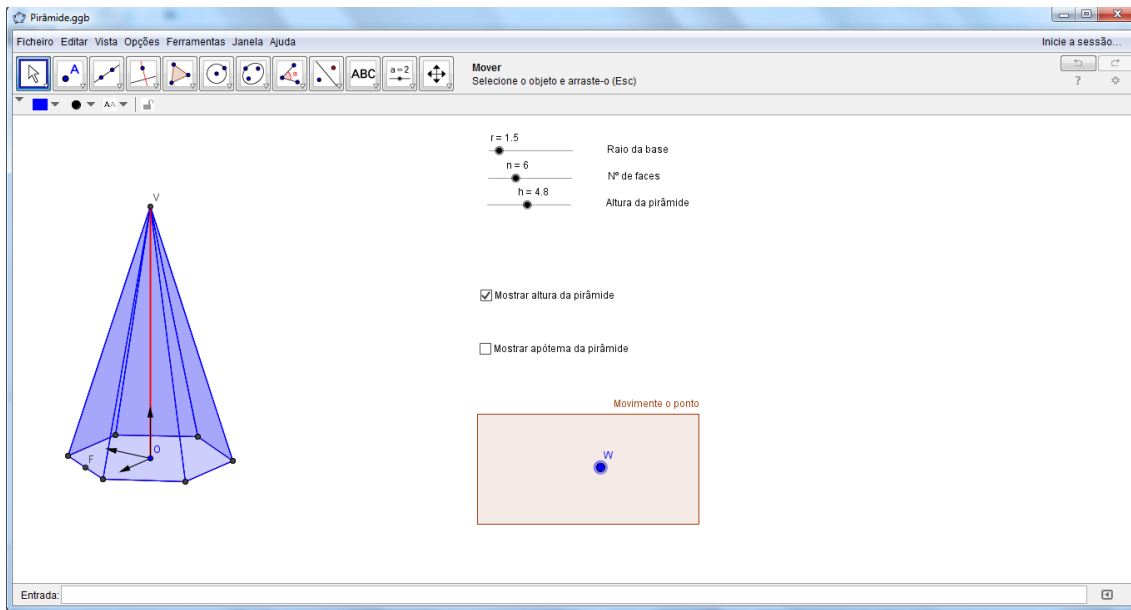 Pirâmide.ggb
Ficheiro Editar Vista Opções Ferramentas Janela Ajuda
Inicie a sessão...
A
ABC
a=2
Mover
Selecione o objeto e arraste-o (Esc)
?
AA
r = 1.5
Raio da base
n = 6
Nº de faces
h = 4.8
Altura da pirâmide
V
Mostrar altura da pirâmide
Mostrar apótema da pirâmide
Movimente o ponto
W
O
F
Entrada: